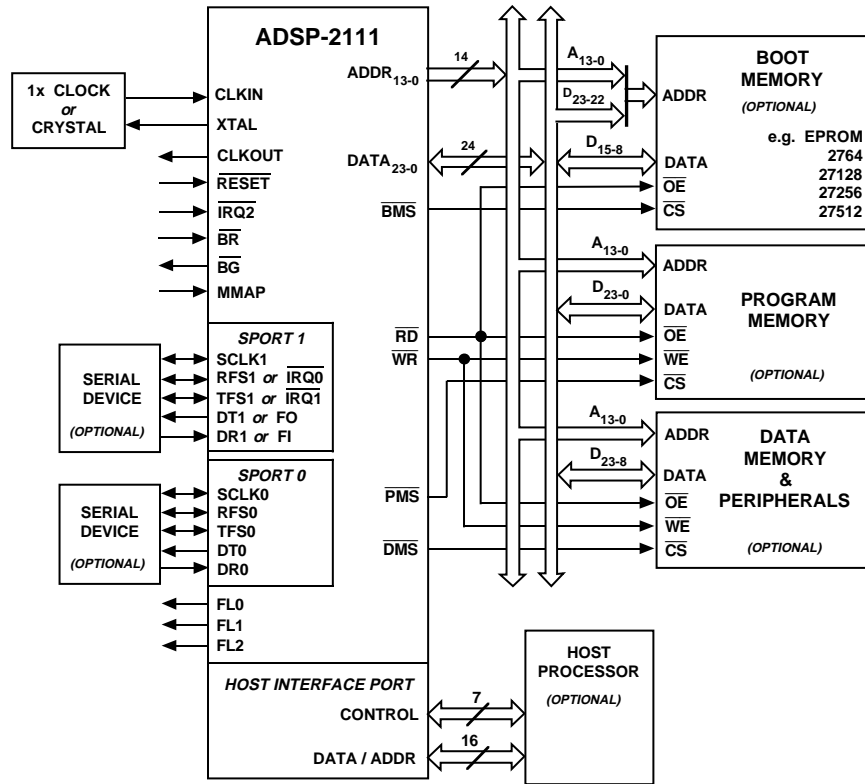 ADSP-2111
1x CLOCK
or
CRYSTAL
CLKIN
XTAL
CLKOUT
RESET
IRQ2
BR
BG
MMAP
ADDR13-0
14
DATA23-0
24
BMS
RD
WR
PMS
DMS
SPORT 1
SCLK1
RFS1 or IRQ0
TFS1 or IRQ1
DT1 or FO
DR1 or FI
SERIAL
DEVICE
(OPTIONAL)
SPORT 0
SCLK0
RFS0
TFS0
DT0
DR0
SERIAL
DEVICE
(OPTIONAL)
FL0
FL1
FL2
HOST INTERFACE PORT
CONTROL
7
DATA / ADDR
16
HOST
PROCESSOR
(OPTIONAL)
A13-0
D23-22
D15-8
BOOT
MEMORY
(OPTIONAL)
ADDR
e.g. EPROM
2764
27128
27256
27512
DATA
OE
CS
A13-0
D23-0
ADDR
DATA
PROGRAM
MEMORY
OE
WE
CS
(OPTIONAL)
A13-0
D23-8
ADDR
DATA
DATA
MEMORY
&
PERIPHERALS
OE
WE
CS
(OPTIONAL)